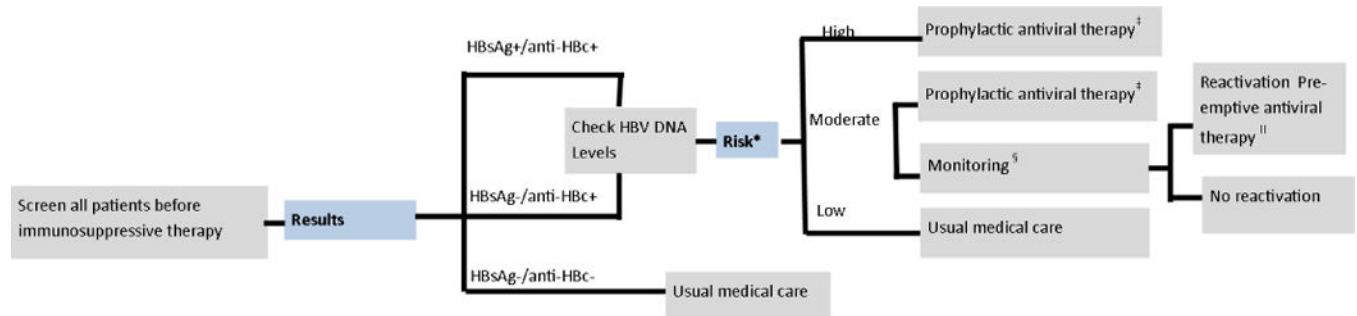 Screen all patients before
immunosuppressive therapy
Results
HBsAg+/anti-HBc+
HBsAg-/anti-HBc+
HBsAg-/anti-HBc-
Check HBV DNA
Levels
Usual medical care
Risk*
High
Moderate
Low
Prophylactic antiviral therapy‡
Prophylactic antiviral therapy‡
Monitoring§
Usual medical care
Reactivation Pre-
emptive antiviral
therapy ||
No reactivation